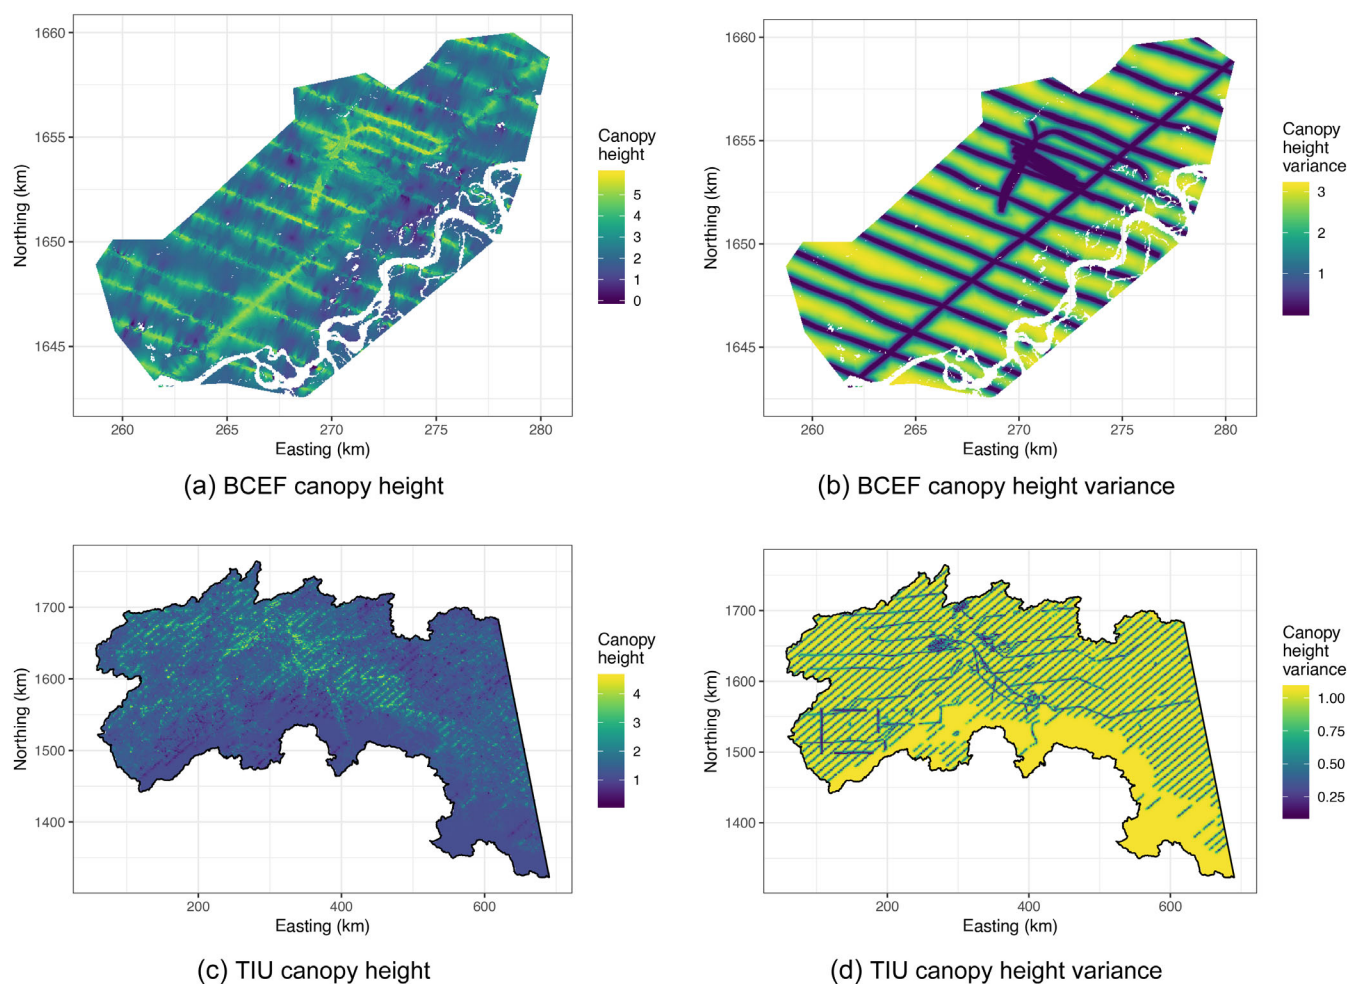 1660
1655
1650
1645
Northing (km)
260
265
270
275
280
Easting (km)
Canopy
height
5
4
3
2
1
0
(a) BCEF canopy height
1660
1655
1650
1645
Northing (km)
260
265
270
275
280
Easting (km)
Canopy
height
variance
3
2
1
(b) BCEF canopy height variance
1700
1600
1500
1400
Northing (km)
200
400
600
Easting (km)
Canopy
height
4
3
2
1
(c) TIU canopy height
1700
1600
1500
1400
Northing (km)
200
400
600
Easting (km)
Canopy
height
variance
1.00
0.75
0.50
0.25
(d) TIU canopy height variance